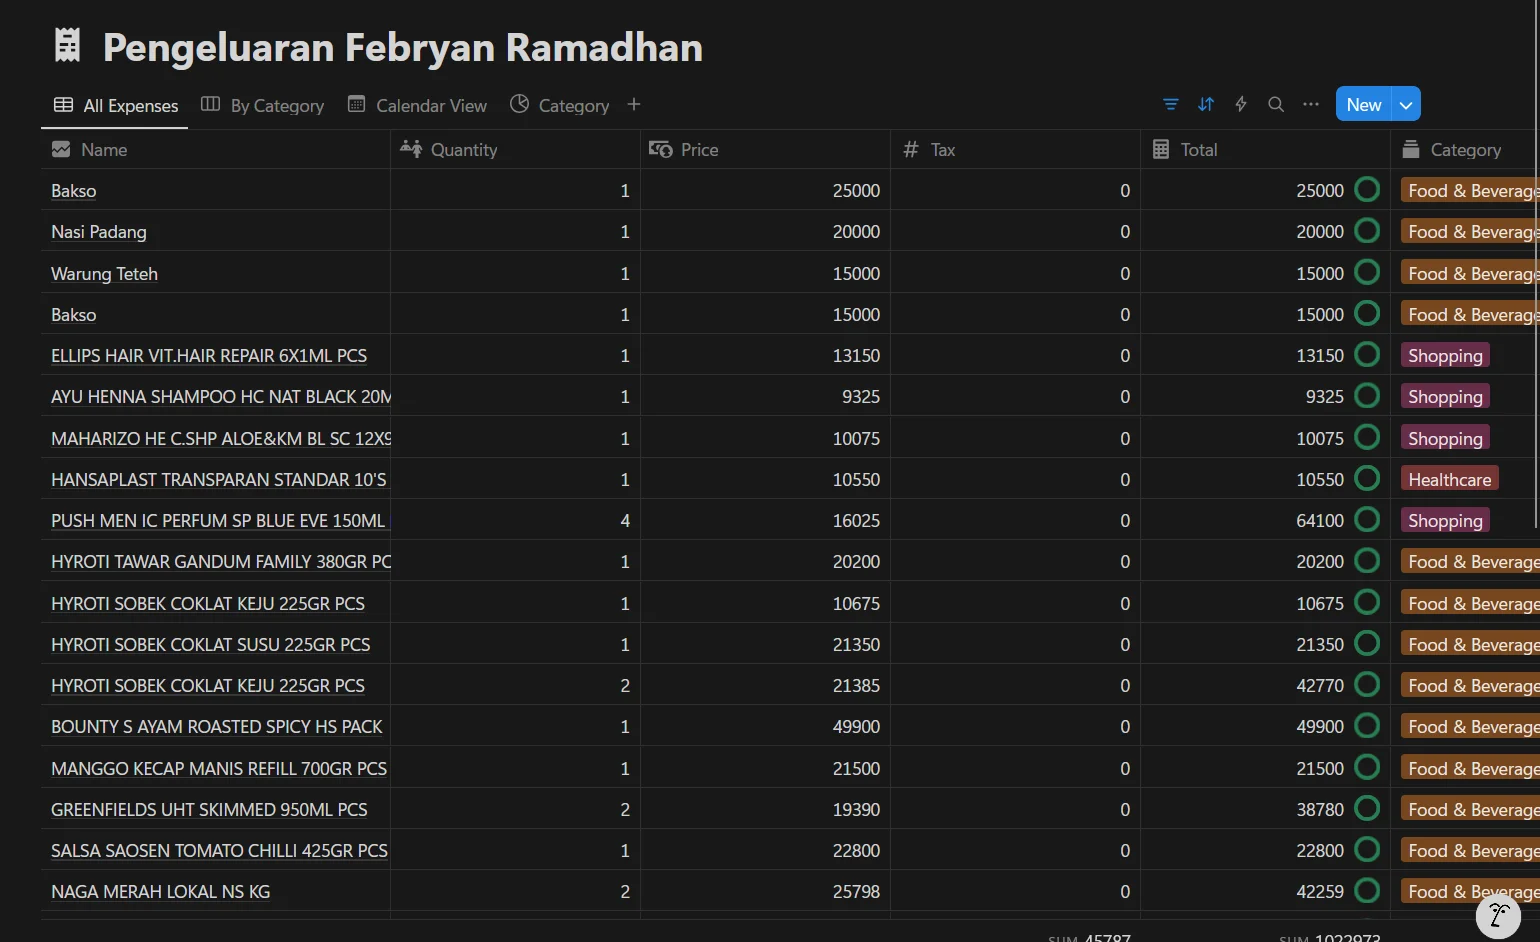 Pengeluaran Febryan Ramadhan
All Expenses By Category Calendar View Category + New
Name Quantity Price Tax Total Category
Bakso 1 25000 0 25000 Food & Beverage
Nasi Padang 1 20000 0 20000 Food & Beverage
Warung Teteh 1 15000 0 15000 Food & Beverage
Bakso 1 15000 0 15000 Food & Beverage
ELLIPS HAIR VIT.HAIR REPAIR 6X1ML PCS 1 13150 0 13150 Shopping
AYU HENNA SHAMPOO HC NAT BLACK 20M 1 9325 0 9325 Shopping
MAHARIZO HE C.SHP ALOE&KM BL SC 12X9 1 10075 0 10075 Shopping
HANSAPLAST TRANSPARAN STANDAR 10'S 1 10550 0 10550 Healthcare
PUSH MEN IC PERFUM SP BLUE EVE 150ML 4 16025 0 64100 Shopping
HYROTI TAWAR GANDUM FAMILY 380GR PC 1 20200 0 20200 Food & Beverage
HYROTI SOBEK COKLAT KEJU 225GR PCS 1 10675 0 10675 Food & Beverage
HYROTI SOBEK COKLAT SUSU 225GR PCS 1 21350 0 21350 Food & Beverage
HYROTI SOBEK COKLAT KEJU 225GR PCS 2 21385 0 42770 Food & Beverage
BOUNTY S AYAM ROASTED SPICY HS PACK 1 49900 0 49900 Food & Beverage
MANGGO KECAP MANIS REFILL 700GR PCS 1 21500 0 21500 Food & Beverage
GREENFIELDS UHT SKIMMED 950ML PCS 2 19390 0 38780 Food & Beverage
SALSA SAOSEN TOMATO CHILLI 425GR PCS 1 22800 0 22800 Food & Beverage
NAGA MERAH LOKAL NS KG 2 25798 0 42259 Food & Beverage
SUM 45787 SUM 1022973